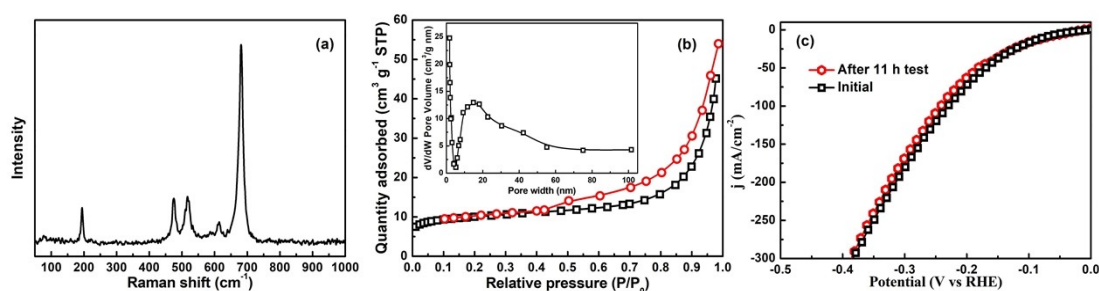 (a)
Intensity
100 200 300 400 500 600 700 800 900 1000
Raman shift (cm-1)
(b)
Quantity adsorbed (cm3 g-1 STP)
60
50
40
30
20
10
0
0.0 0.1 0.2 0.3 0.4 0.5 0.6 0.7 0.8 0.9 1.0
Relative pressure (P/P0)
dV/dW Pore Volume (cm3/g nm)
25
20
15
10
5
0
0 20 40 60 80 100
Pore width (nm)
(c)
After 11 h test
Initial
j (mA/cm-2)
0
-50
-100
-150
-200
-250
-300
-0.5 -0.4 -0.3 -0.2 -0.1 0.0
Potential (V vs RHE)